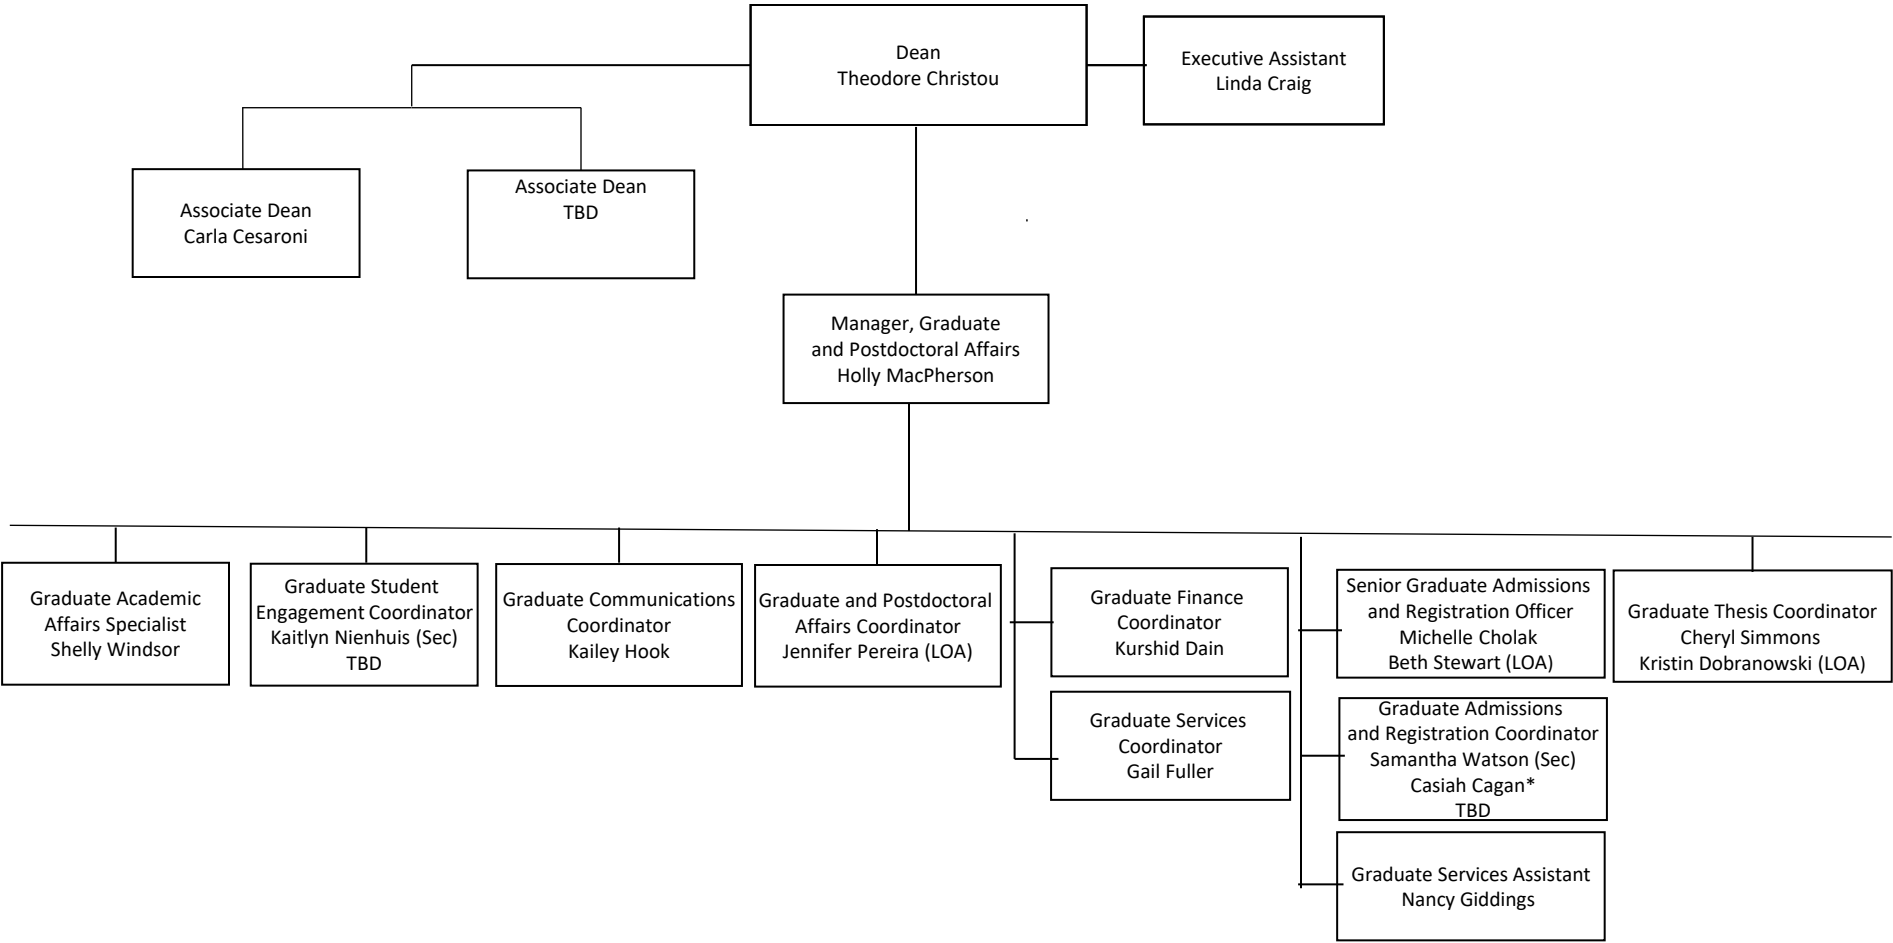 Dean
Theodore Christou
Executive Assistant
Linda Craig
Associate Dean
Carla Cesaroni
Associate Dean
TBD
Manager, Graduate
and Postdoctoral Affairs
Holly MacPherson
Graduate Academic
Affairs Specialist
Shelly Windsor
Graduate Student
Engagement Coordinator
Kaitlyn Nienhuis (Sec)
TBD
Graduate Communications
Coordinator
Kailey Hook
Graduate and Postdoctoral
Affairs Coordinator
Jennifer Pereira (LOA)
Graduate Finance
Coordinator
Kurshid Dain
Graduate Services
Coordinator
Gail Fuller
Senior Graduate Admissions
and Registration Officer
Michelle Cholak
Beth Stewart (LOA)
Graduate Admissions
and Registration Coordinator
Samantha Watson (Sec)
Casiah Cagan*
TBD
Graduate Services Assistant
Nancy Giddings
Graduate Thesis Coordinator
Cheryl Simmons
Kristin Dobranowski (LOA)